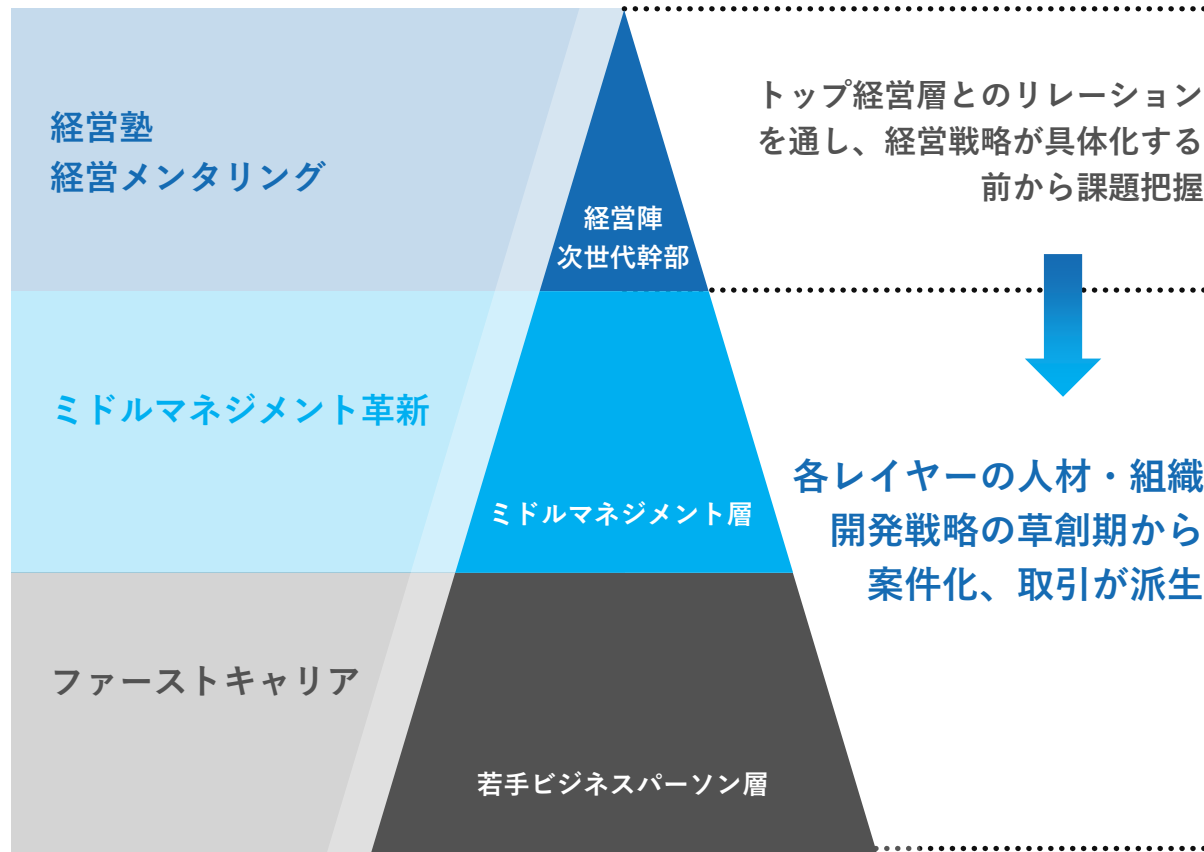 経営塾
経営メンタリング
経営陣
次世代幹部
トップ経営層とのリレーション
を通し、経営戦略が具体化する
前から課題把握
ミドルマネジメント革新
ミドルマネジメント層
各レイヤーの人材・組織
開発戦略の草創期から
案件化、取引が派生
ファーストキャリア
若手ビジネスパーソン層